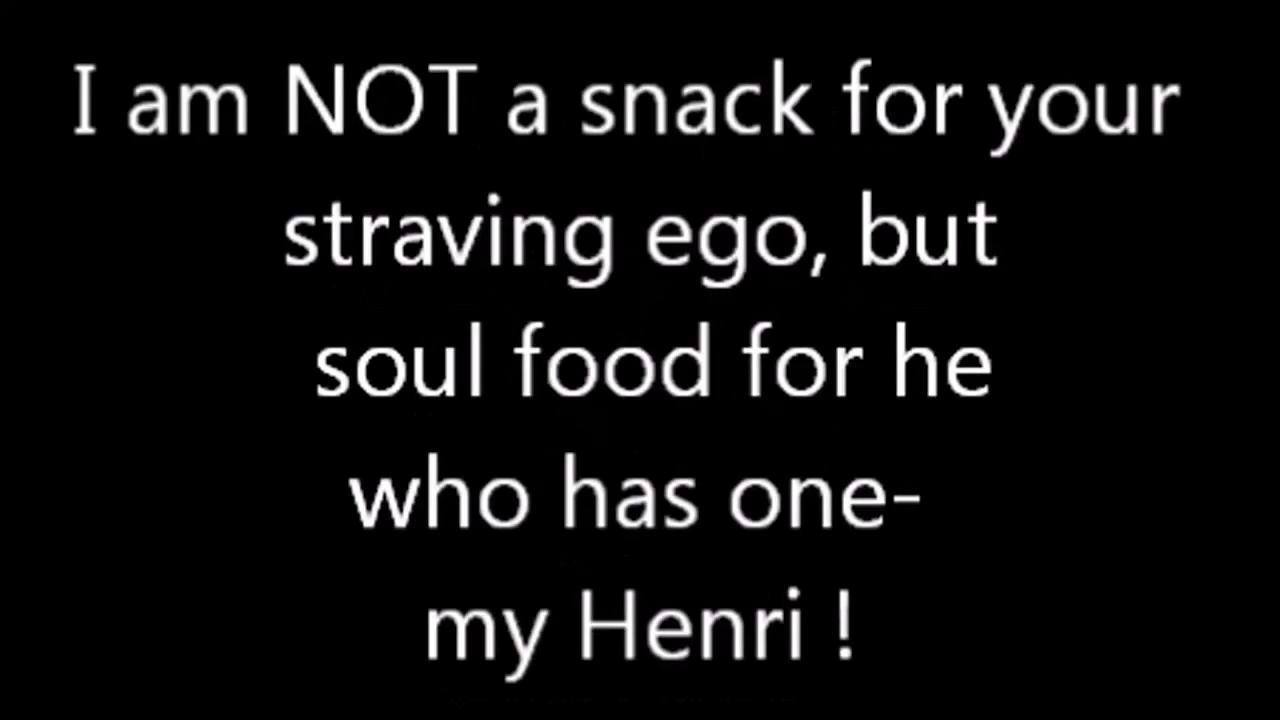 I am NOT a snack for your
straving ego, but
soul food for he
who has one-
my Henri !